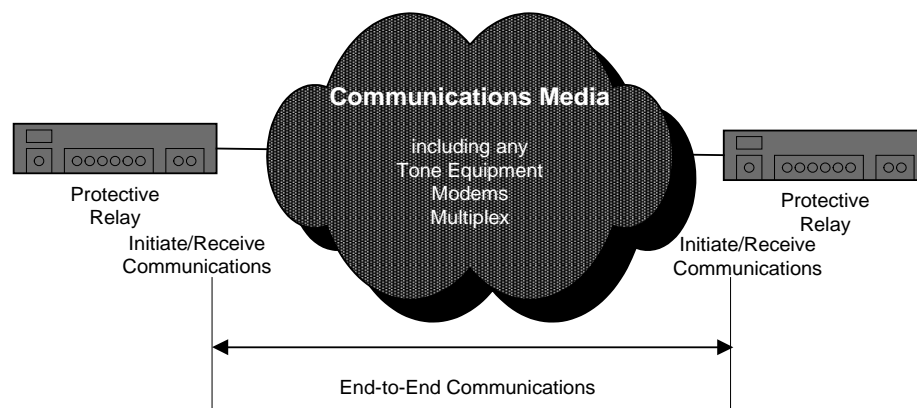 Communications Media
including any
Tone Equipment
Modems
Multiplex
Protective
Relay
Initiate/Receive
Communications
Protective
Relay
Initiate/Receive
Communications
End-to-End Communications